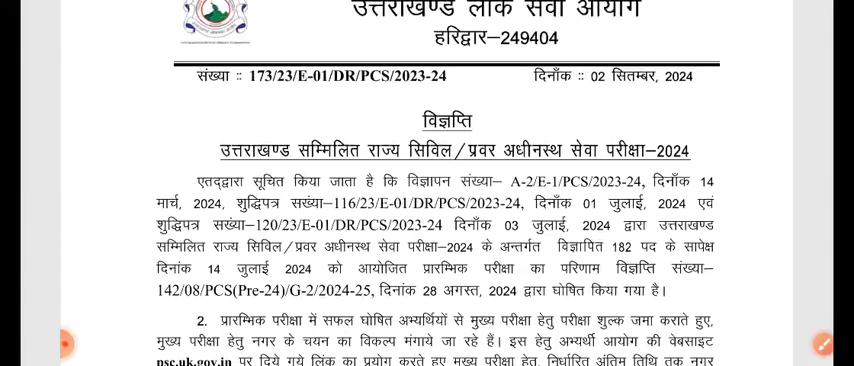 उत्तराखण्ड लोक सेवा आयोग
हरिद्वार–249404
संख्या :: 173/23/E-01/DR/PCS/2023-24 दिनाँक :: 02 सितम्बर, 2024
विज्ञप्ति
उत्तराखण्ड सम्मिलित राज्य सिविल/प्रवर अधीनस्थ सेवा परीक्षा–2024
एतद्द्वारा सूचित किया जाता है कि विज्ञापन संख्या– A-2/E-1/PCS/2023-24, दिनाँक 14
मार्च, 2024, शुद्धिपत्र सख्या–116/23/E-01/DR/PCS/2023-24, दिनाँक 01 जुलाई, 2024 एवं
शुद्धिपत्र सख्या–120/23/E-01/DR/PCS/2023-24 दिनाँक 03 जुलाई, 2024 द्वारा उत्तराखण्ड
सम्मिलित राज्य सिविल/प्रवर अधीनस्थ सेवा परीक्षा–2024 के अन्तर्गत विज्ञापित 182 पद के सापेक्ष
दिनांक 14 जुलाई 2024 को आयोजित प्रारम्भिक परीक्षा का परिणाम विज्ञप्ति संख्या–
142/08/PCS(Pre-24)/G-2/2024-25, दिनांक 28 अगस्त, 2024 द्वारा घोषित किया गया है।
2. प्रारम्भिक परीक्षा में सफल घोषित अभ्यर्थियों से मुख्य परीक्षा हेतु परीक्षा शुल्क जमा कराते हुए,
मुख्य परीक्षा हेतु नगर के चयन का विकल्प मंगाये जा रहे हैं। इस हेतु अभ्यर्थी आयोग की वेबसाइट
psc.uk.gov.in पर दिये गये लिंक का प्रयोग करते हुए मुख्य परीक्षा हेतु, निर्धारित अंतिम तिथि तक नगर